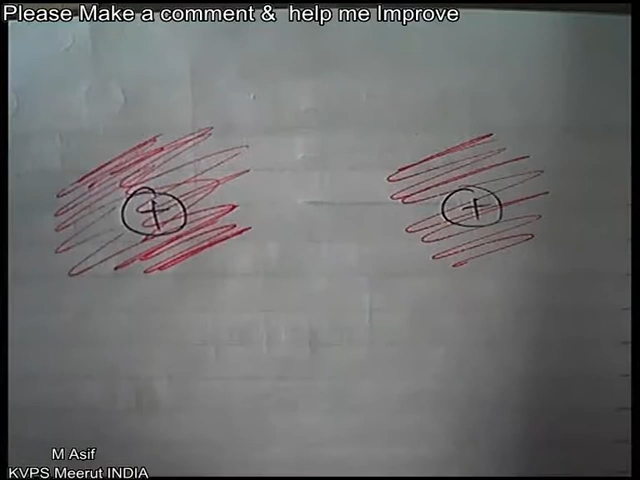 Please Make a comment &  help me Improve
+ +
M Asif
KVPS Meerut INDIA